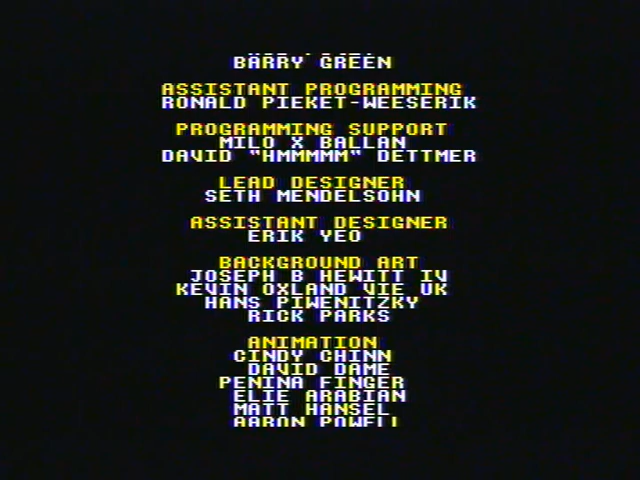 BARRY GREEN
ASSISTANT PROGRAMMING
RONALD PIEKET-WEESERIK
PROGRAMMING SUPPORT
MILO X BALLAN
DAVID "HMMMMM" DETTMER
LEAD DESIGNER
SETH MENDELSOHN
ASSISTANT DESIGNER
ERIK YEO
BACKGROUND ART
JOSEPH B HEWITT IV
KEVIN OXLAND VIE UK
HANS PIWENITZKY
RICK PARKS
ANIMATION
CINDY CHINN
DAVID DAME
PENINA FINGER
ELIE ARABIAN
MATT HANSEL
AARON POWELL